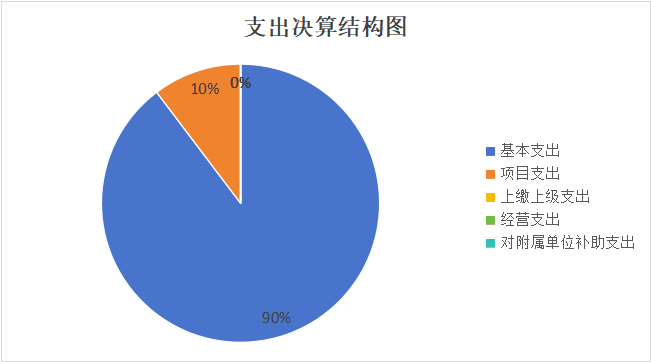 支出决算结构图
10%
0%
90%
基本支出
项目支出
上缴上级支出
经营支出
对附属单位补助支出